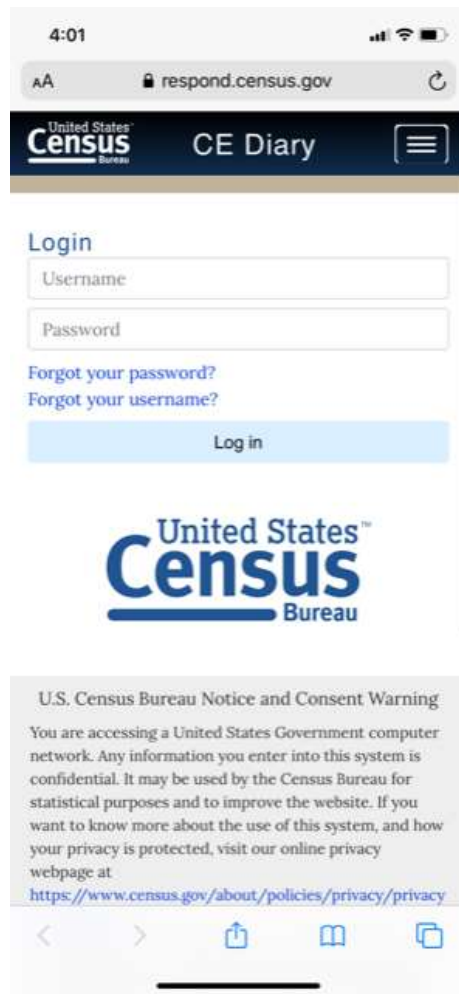 4:01
AA respond.census.gov
United States
Census
Bureau
CE Diary
Login
Username
Password
Forgot your password?
Forgot your username?
Log in
United States™
Census
Bureau
U.S. Census Bureau Notice and Consent Warning
You are accessing a United States Government computer
network. Any information you enter into this system is
confidential. It may be used by the Census Bureau for
statistical purposes and to improve the website. If you
want to know more about the use of this system, and how
your privacy is protected, visit our online privacy
webpage at
https://www.census.gov/about/policies/privacy/privacy